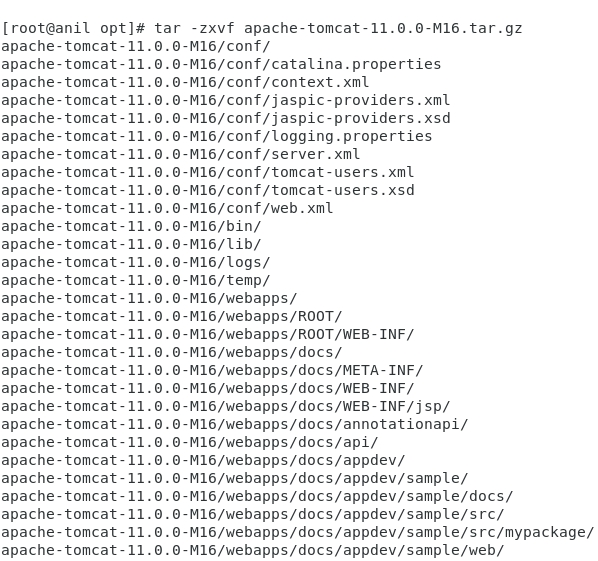 [root@anil opt]# tar -zxvf apache-tomcat-11.0.0-M16.tar.gz
apache-tomcat-11.0.0-M16/conf/
apache-tomcat-11.0.0-M16/conf/catalina.properties
apache-tomcat-11.0.0-M16/conf/context.xml
apache-tomcat-11.0.0-M16/conf/jaspic-providers.xml
apache-tomcat-11.0.0-M16/conf/jaspic-providers.xsd
apache-tomcat-11.0.0-M16/conf/logging.properties
apache-tomcat-11.0.0-M16/conf/server.xml
apache-tomcat-11.0.0-M16/conf/tomcat-users.xml
apache-tomcat-11.0.0-M16/conf/tomcat-users.xsd
apache-tomcat-11.0.0-M16/conf/web.xml
apache-tomcat-11.0.0-M16/bin/
apache-tomcat-11.0.0-M16/lib/
apache-tomcat-11.0.0-M16/logs/
apache-tomcat-11.0.0-M16/temp/
apache-tomcat-11.0.0-M16/webapps/
apache-tomcat-11.0.0-M16/webapps/ROOT/
apache-tomcat-11.0.0-M16/webapps/ROOT/WEB-INF/
apache-tomcat-11.0.0-M16/webapps/docs/
apache-tomcat-11.0.0-M16/webapps/docs/META-INF/
apache-tomcat-11.0.0-M16/webapps/docs/WEB-INF/
apache-tomcat-11.0.0-M16/webapps/docs/WEB-INF/jsp/
apache-tomcat-11.0.0-M16/webapps/docs/annotationapi/
apache-tomcat-11.0.0-M16/webapps/docs/api/
apache-tomcat-11.0.0-M16/webapps/docs/appdev/
apache-tomcat-11.0.0-M16/webapps/docs/appdev/sample/
apache-tomcat-11.0.0-M16/webapps/docs/appdev/sample/docs/
apache-tomcat-11.0.0-M16/webapps/docs/appdev/sample/src/
apache-tomcat-11.0.0-M16/webapps/docs/appdev/sample/src/mypackage/
apache-tomcat-11.0.0-M16/webapps/docs/appdev/sample/web/